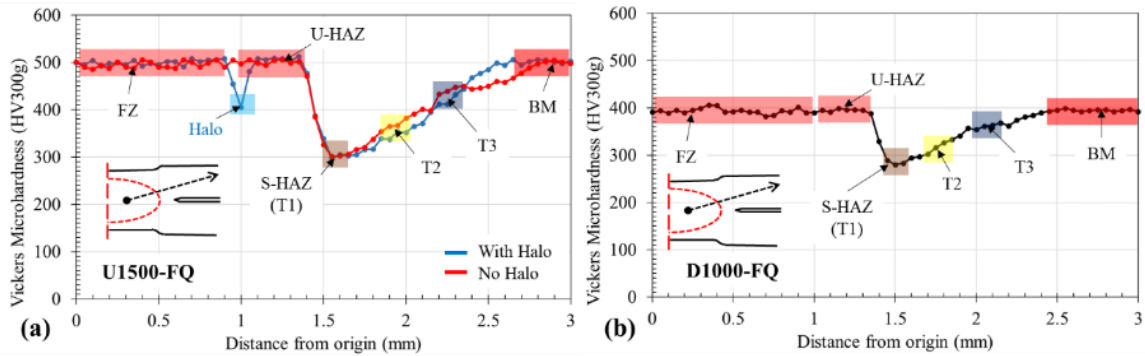 600
500
400
300
200
100
0
Vickers Microhardness (HV300g)
U-HAZ
FZ
Halo
BM
T3
T2
S-HAZ
(T1)
With Halo
No Halo
U1500-FQ
(a)
0 0.5 1 1.5 2 2.5 3
Distance from origin (mm)
600
500
400
300
200
100
0
Vickers Microhardness (HV300g)
U-HAZ
FZ
BM
T3
T2
S-HAZ
(T1)
D1000-FQ
(b)
0 0.5 1 1.5 2 2.5 3
Distance from origin (mm)